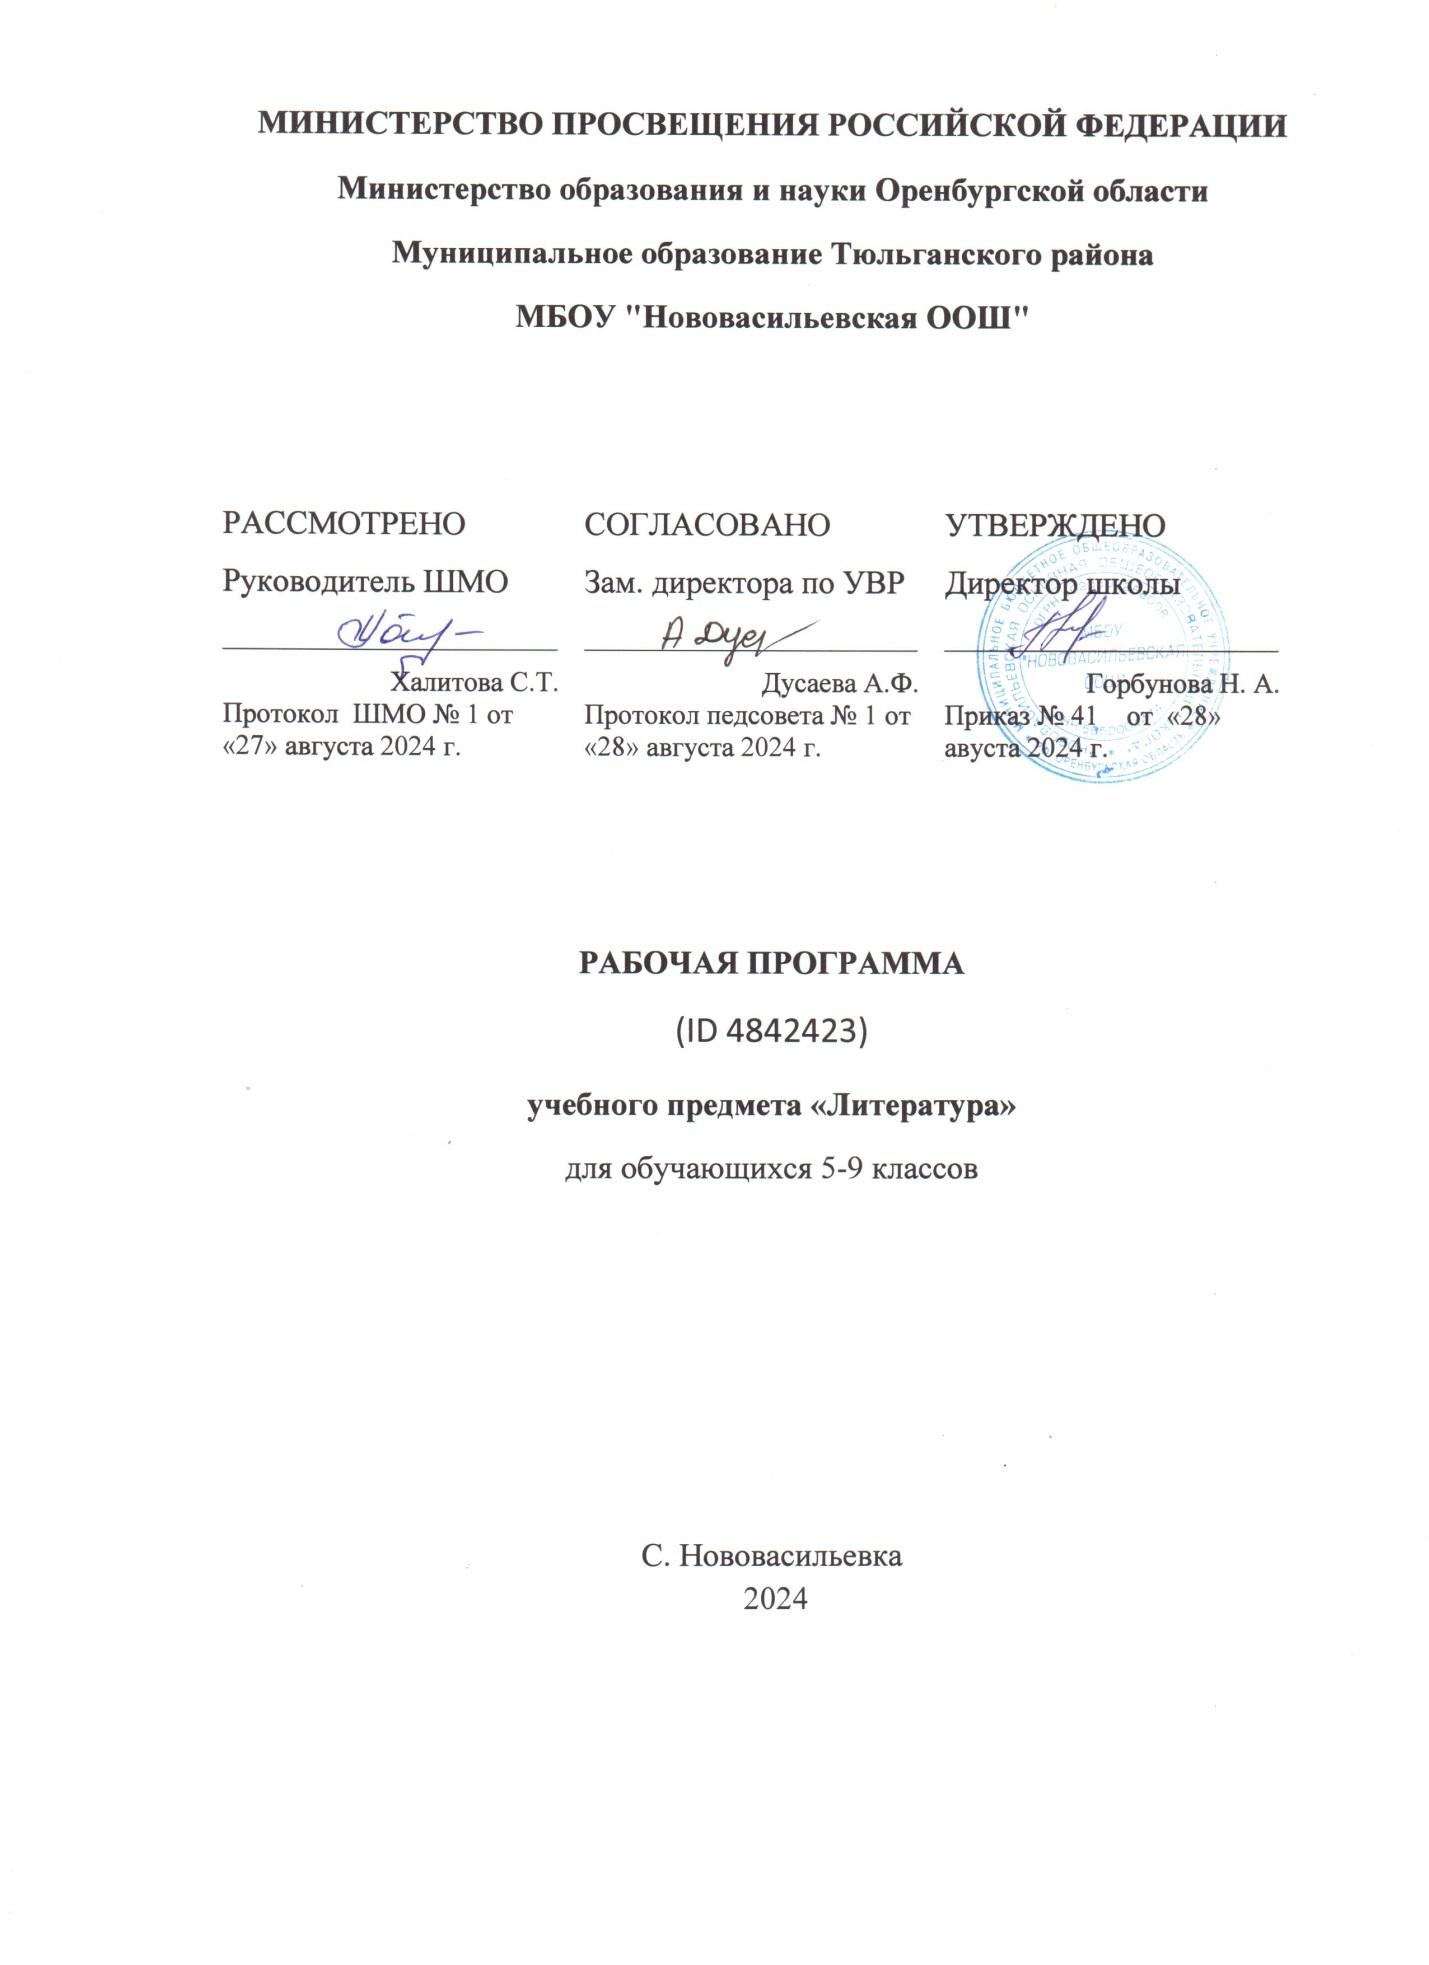 МИНИСТЕРСТВО ПРОСВЕЩЕНИЯ РОССИЙСКОЙ ФЕДЕРАЦИИ
Министерство образования и науки Оренбургской области
Муниципальное образование Тюльганского района
МБОУ "Нововасильевская ООШ"
РАССМОТРЕНО
Руководитель ШМО
Халитова С.Т.
Протокол ШМО № 1 от
«27» августа 2024 г.
СОГЛАСОВАНО
Зам. директора по УВР
А Дус
Дусаева А.Ф.
Протокол педсовета № 1 от
«28» августа 2024 г.
УТВЕРЖДЕНО
Директор школы
МБОУ
"НОВОВАСИЛЬЕВСКАЯ
Горбунова Н. А.
Приказ № 41 от «28»
авуста 2024 г.
РАБОЧАЯ ПРОГРАММА
(ID 4842423)
учебного предмета «Литература»
для обучающихся 5-9 классов
С. Нововасильевка
2024